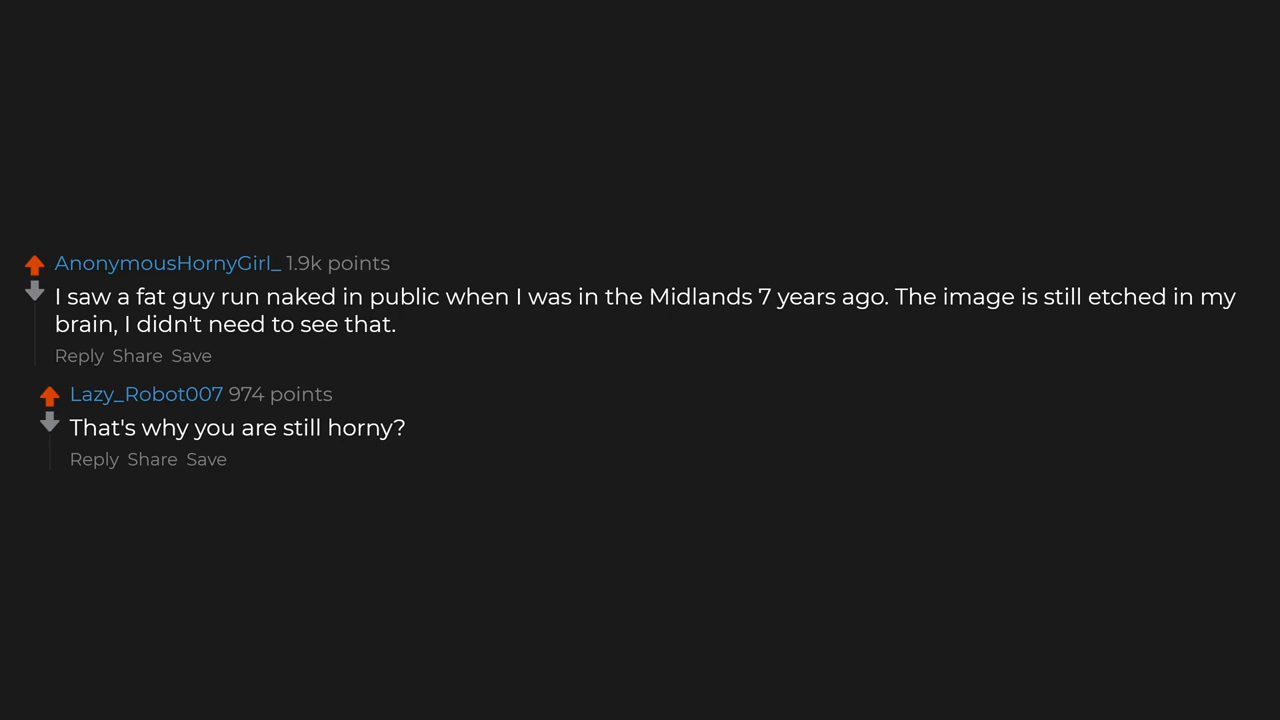 AnonymousHornyGirl_ 1.9k points
I saw a fat guy run naked in public when I was in the Midlands 7 years ago. The image is still etched in my
brain, I didn't need to see that.
Reply Share Save
Lazy_Robot007 974 points
That's why you are still horny?
Reply Share Save